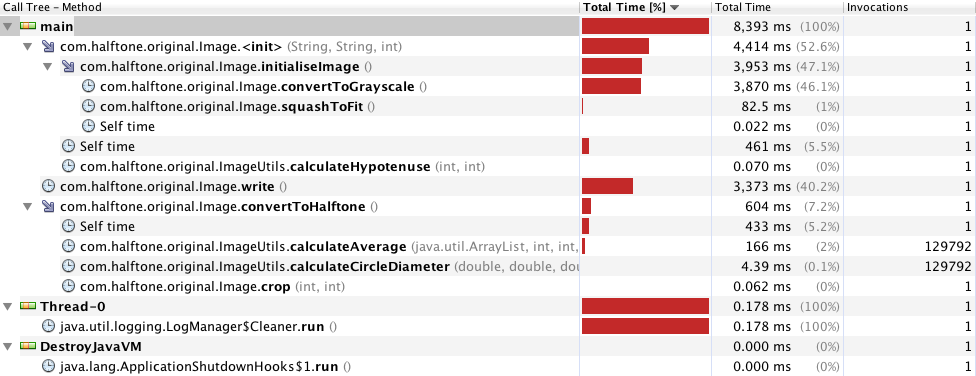 Call Tree - Method Total Time [%] Total Time Invocations
main 8,393 ms (100%) 1
com.halftone.original.Image.<init> (String, String, int) 4,414 ms (52.6%) 1
com.halftone.original.Image.initialiseImage () 3,953 ms (47.1%) 1
com.halftone.original.Image.convertToGrayscale () 3,870 ms (46.1%) 1
com.halftone.original.Image.squashToFit () 82.5 ms (1%) 1
Self time 0.022 ms (0%) 1
Self time 461 ms (5.5%) 1
com.halftone.original.ImageUtils.calculateHypotenuse (int, int) 0.070 ms (0%) 1
com.halftone.original.Image.write () 3,373 ms (40.2%) 1
com.halftone.original.Image.convertToHalftone () 604 ms (7.2%) 1
Self time 433 ms (5.2%) 1
com.halftone.original.ImageUtils.calculateAverage (java.util.ArrayList, int, int, 166 ms (2%) 129792
com.halftone.original.ImageUtils.calculateCircleDiameter (double, double, dou 4.39 ms (0.1%) 129792
com.halftone.original.Image.crop (int, int) 0.062 ms (0%) 1
Thread-0 0.178 ms (100%) 1
java.util.logging.LogManager$Cleaner.run () 0.178 ms (100%) 1
DestroyJavaVM 0.000 ms (0%) 1
java.lang.ApplicationShutdownHooks$1.run () 0.000 ms (0%) 1